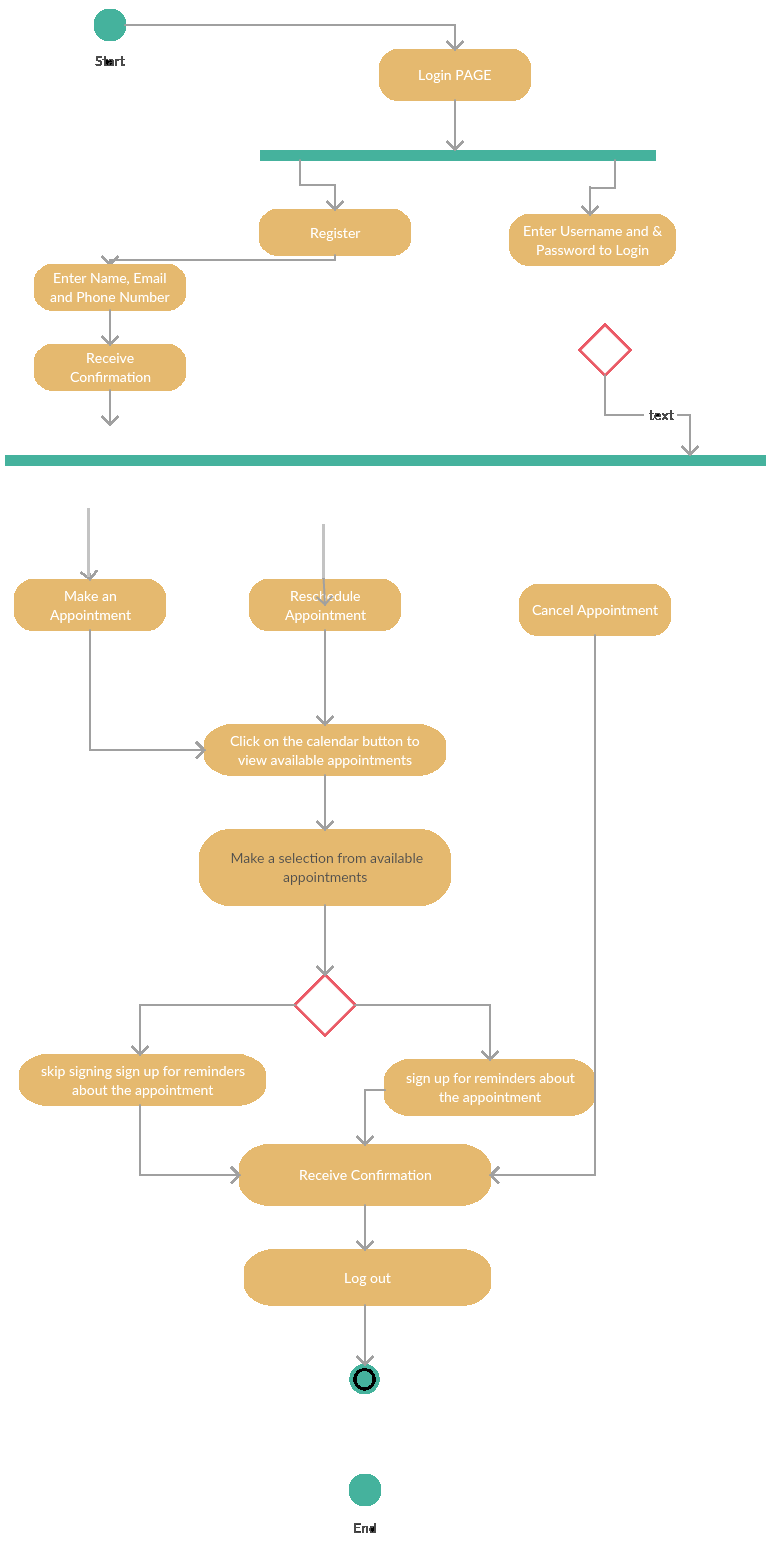 Start
Login PAGE
Register
Enter Username and &
Password to Login
Enter Name, Email
and Phone Number
Receive
Confirmation
text
Make an
Appointment
Reschedule
Appointment
Cancel Appointment
Click on the calendar button to
view available appointments
Make a selection from available
appointments
skip signing sign up for reminders
about the appointment
sign up for reminders about
the appointment
Receive Confirmation
Log out
End